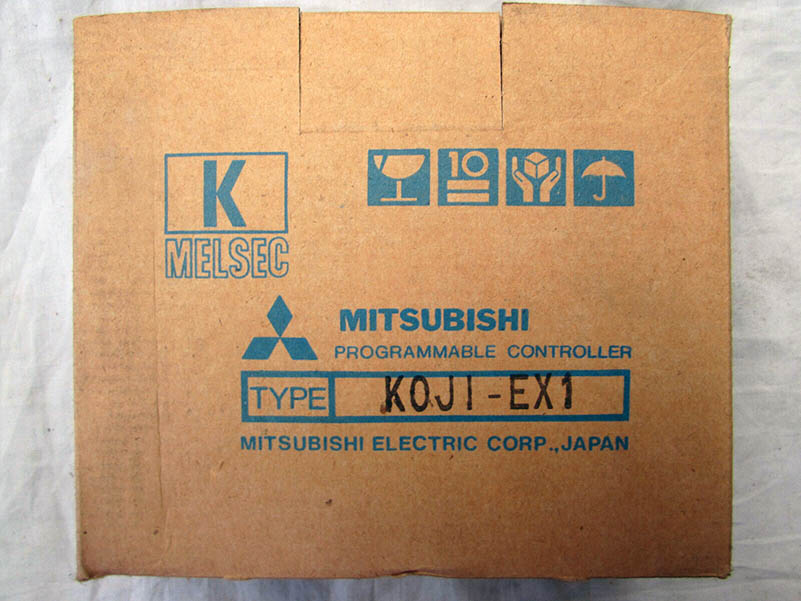 K
MELSEC
10
MITSUBISHI
PROGRAMMABLE CONTROLLER
TYPE K0J1-EX1
MITSUBISHI ELECTRIC CORP.,JAPAN